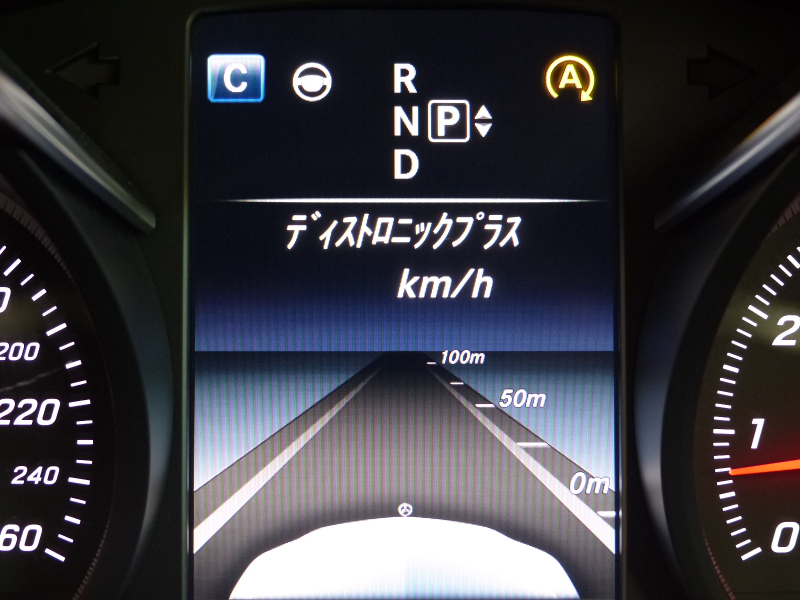 C
R
N P
D
A
ﾃﾞｨｽﾄﾛﾆｯｸﾌﾟﾗｽ
km/h
100m
50m
0m
200
220
240
2
1
0